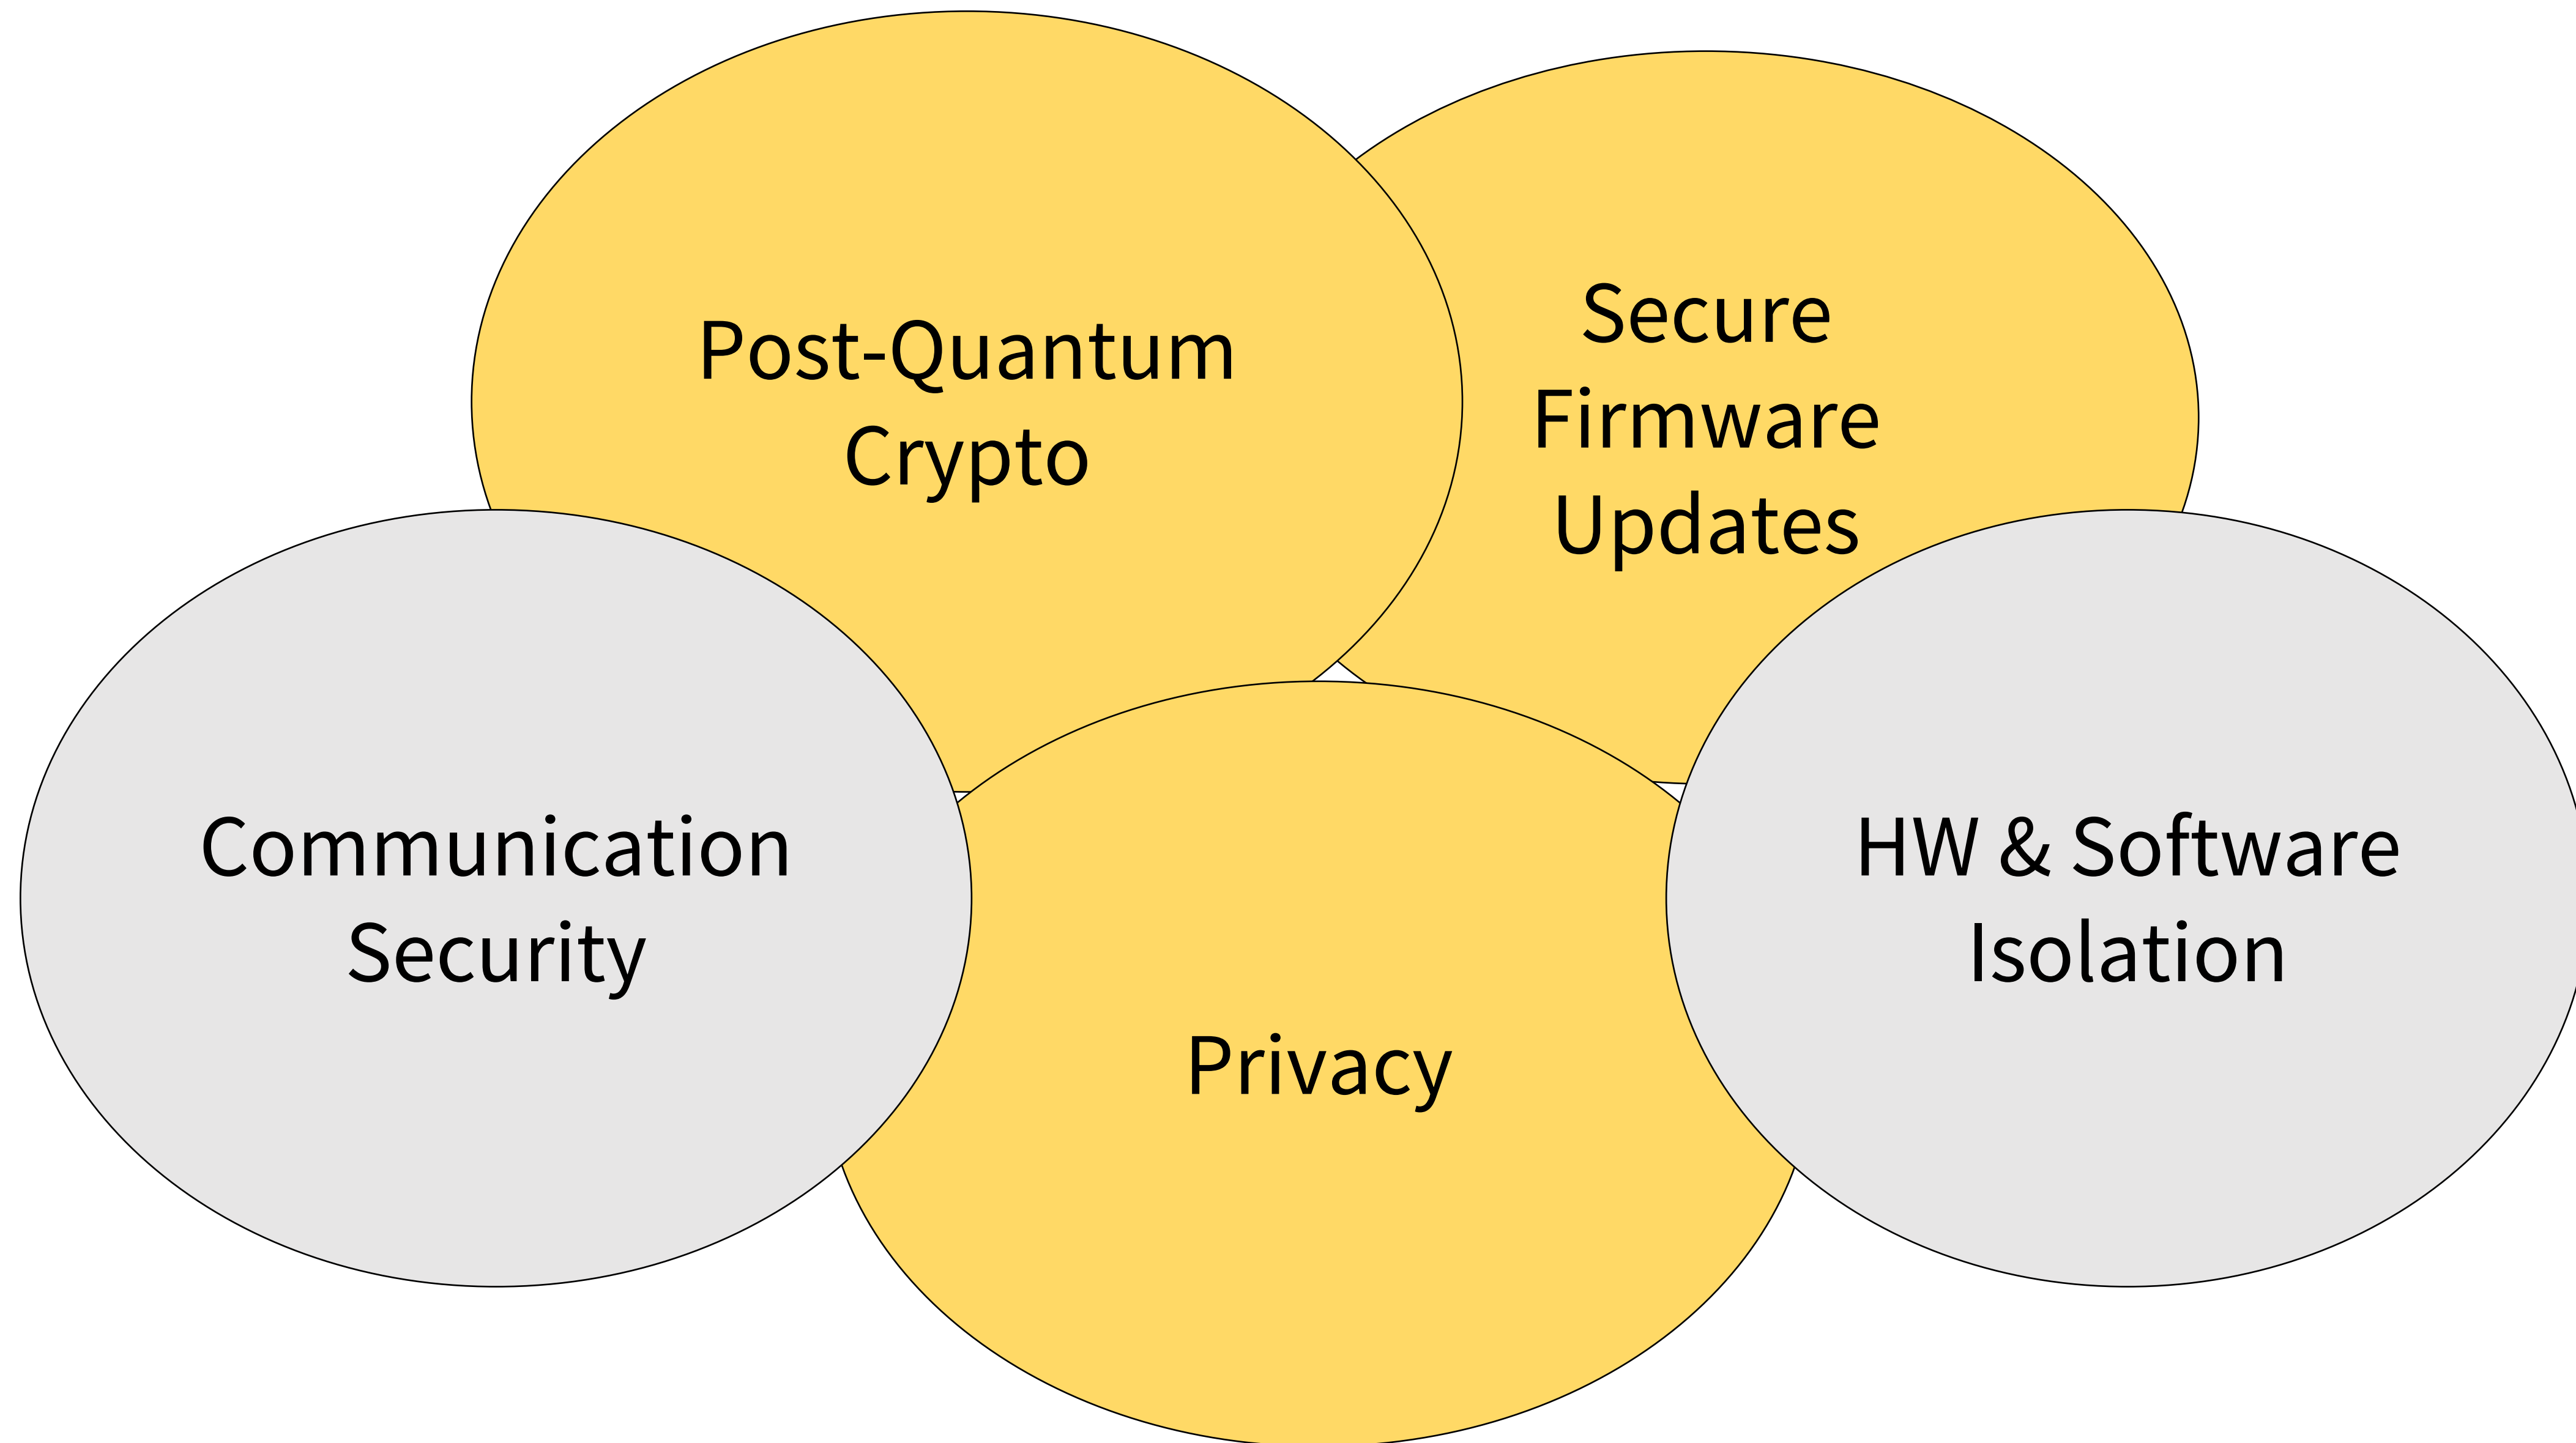 Post-Quantum
Crypto
Secure
Firmware
Updates
Communication
Security
HW & Software
Isolation
Privacy